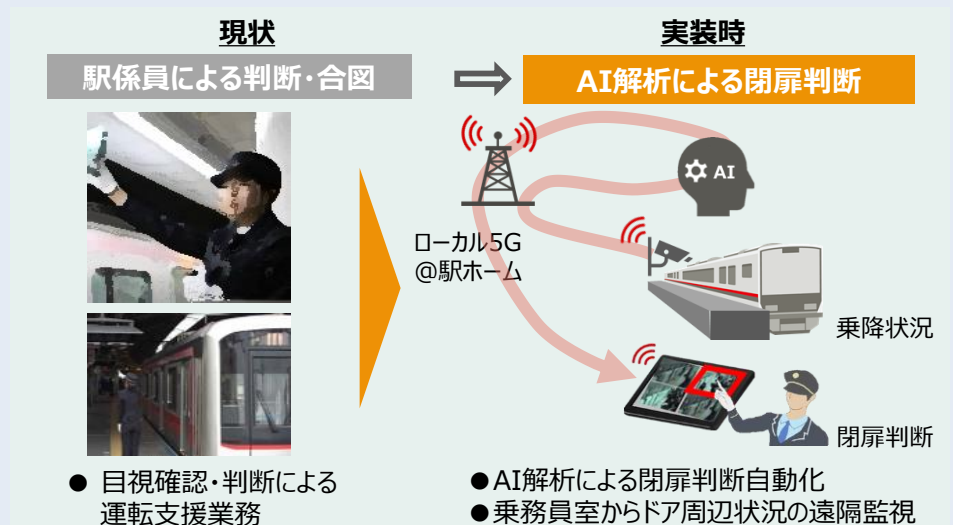 現状
駅係員による判断・合図
● 目視確認・判断による
運転支援業務
実装時
AI解析による閉扉判断
AI
ローカル5G
@駅ホーム
乗降状況
閉扉判断
●AI解析による閉扉判断自動化
●乗務員室からドア周辺状況の遠隔監視